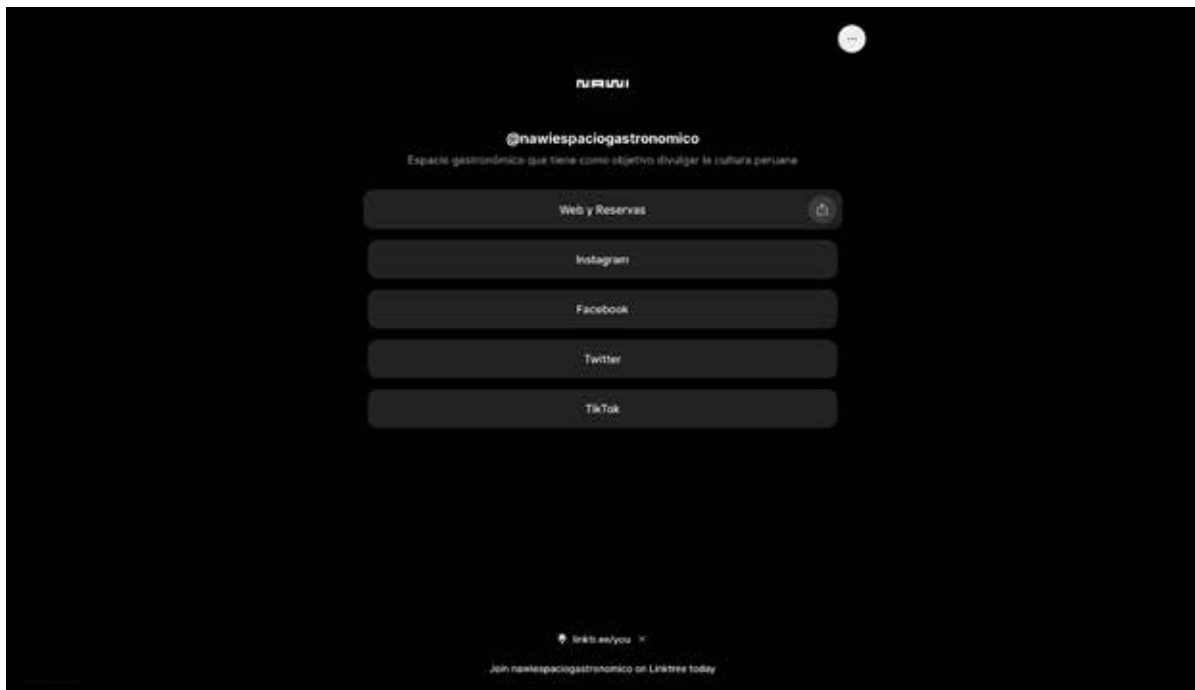 NAWI
@nawiespaciogastronomico
Espacio gastronómico que tiene como objetivo divulgar la cultura peruana
Web y Reservas
Instagram
Facebook
Twitter
TikTok
linktr.ee/you
Join nawiespaciogastronomico on Linktree today